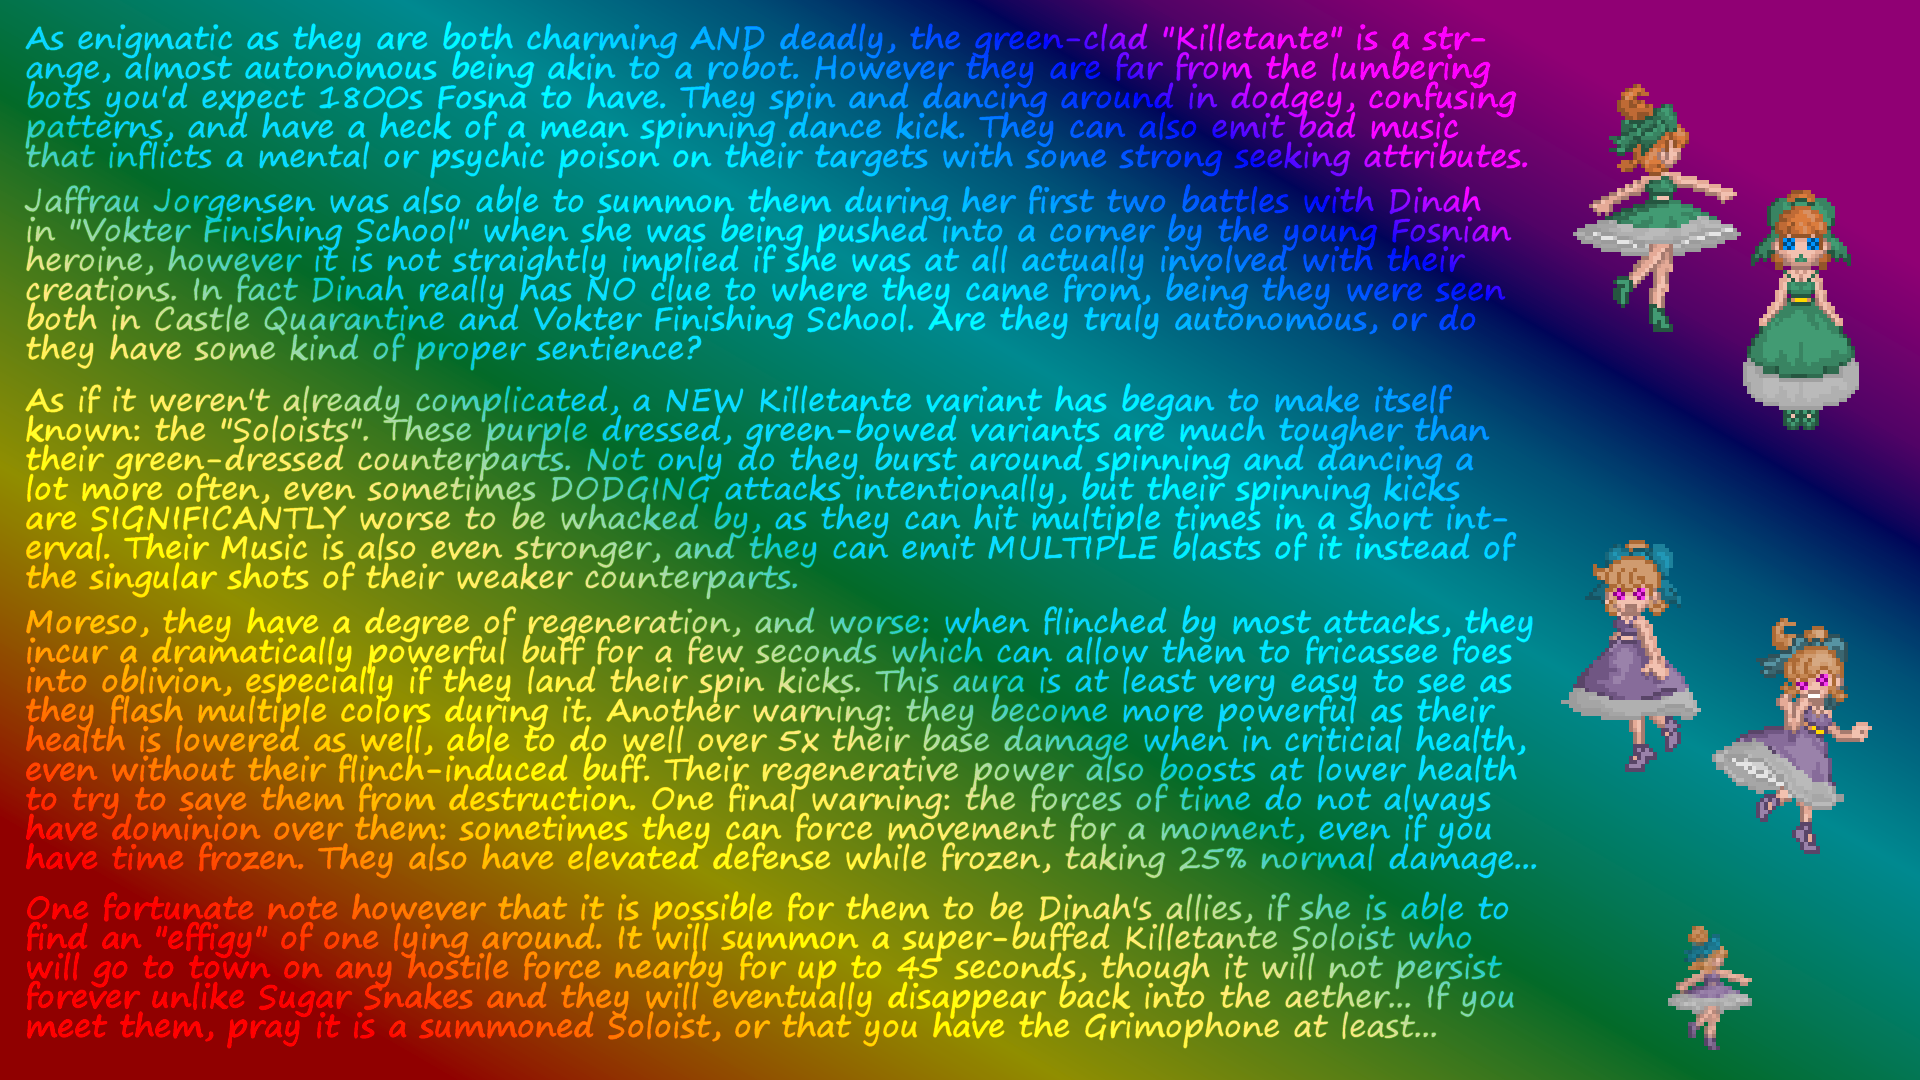 As enigmatic as they are both charming AND deadly, the green-clad "Killetante" is a str-
ange, almost autonomous being akin to a robot. However they are far from the lumbering
bots you'd expect 1800s Fosna to have. They spin and dancing around in dodgey, confusing
patterns, and have a heck of a mean spinning dance kick. They can also emit bad music
that inflicts a mental or psychic poison on their targets with some strong seeking attributes.
Jaffrau Jorgensen was also able to summon them during her first two battles with Dinah
in "Vokter Finishing School" when she was being pushed into a corner by the young Fosnian
heroine, however it is not straightly implied if she was at all actually involved with their
creations. In fact Dinah really has NO clue to where they came from, being they were seen
both in Castle Quarantine and Vokter Finishing School. Are they truly autonomous, or do
they have some kind of proper sentience?
As if it weren't already complicated, a NEW Killetante variant has began to make itself
known: the "Soloists". These purple dressed, green-bowed variants are much tougher than
their green-dressed counterparts. Not only do they burst around spinning and dancing a
lot more often, even sometimes DODGING attacks intentionally, but their spinning kicks
are SIGNIFICANTLY worse to be whacked by, as they can hit multiple times in a short int-
erval. Their Music is also even stronger, and they can emit MULTIPLE blasts of it instead of
the singular shots of their weaker counterparts.
Moreso, they have a degree of regeneration, and worse: when flinched by most attacks, they
incur a dramatically powerful buff for a few seconds which can allow them to fricassee foes
into oblivion, especially if they land their spin kicks. This aura is at least very easy to see as
they flash multiple colors during it. Another warning: they become more powerful as their
health is lowered as well, able to do well over 5x their base damage when in criticial health,
even without their flinch-induced buff. Their regenerative power also boosts at lower health
to try to save them from destruction. One final warning: the forces of time do not always
have dominion over them: sometimes they can force movement for a moment, even if you
have time frozen. They also have elevated defense while frozen, taking 25% normal damage...
One fortunate note however that it is possible for them to be Dinah's allies, if she is able to
find an "effigy" of one lying around. It will summon a super-buffed Killetante Soloist who
will go to town on any hostile force nearby for up to 45 seconds, though it will not persist
forever unlike Sugar Snakes and they will eventually disappear back into the aether... If you
meet them, pray it is a summoned Soloist, or that you have the Grimophone at least...